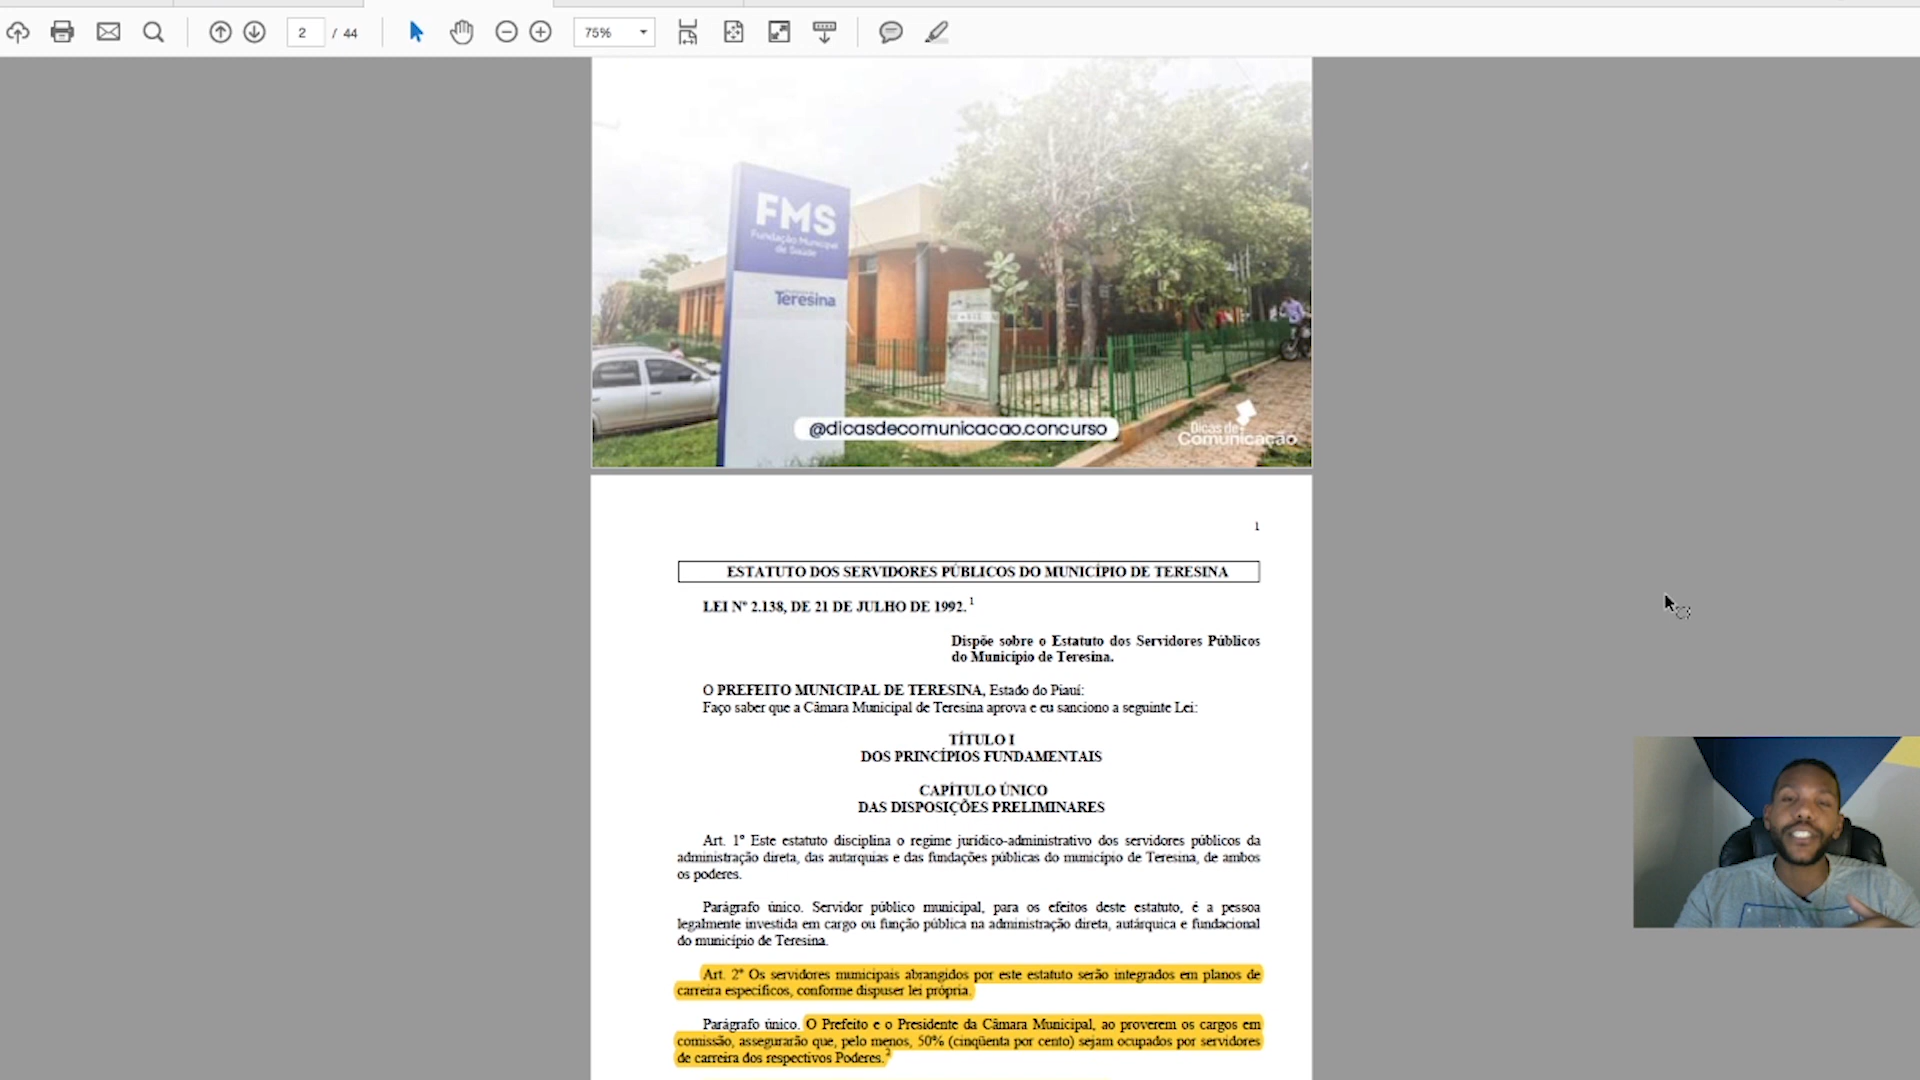 2 / 44
75%
FMS
Fundação Municipal
de Saúde
Teresina
@dicasdecomunicacao.concurso
Dicas de
Comunicação
1
ESTATUTO DOS SERVIDORES PÚBLICOS DO MUNICÍPIO DE TERESINA
LEI Nº 2.138, DE 21 DE JULHO DE 1992. 1
Dispõe sobre o Estatuto dos Servidores Públicos
do Município de Teresina.
O PREFEITO MUNICIPAL DE TERESINA, Estado do Piauí:
Faço saber que a Câmara Municipal de Teresina aprova e eu sanciono a seguinte Lei:
TÍTULO I
DOS PRINCÍPIOS FUNDAMENTAIS
CAPÍTULO ÚNICO
DAS DISPOSIÇÕES PRELIMINARES
Art. 1º Este estatuto disciplina o regime jurídico-administrativo dos servidores públicos da
administração direta, das autarquias e das fundações públicas do município de Teresina, de ambos
os poderes.
Parágrafo único. Servidor público municipal, para os efeitos deste estatuto, é a pessoa
legalmente investida em cargo ou função pública na administração direta, autárquica e fundacional
do município de Teresina.
Art. 2º Os servidores municipais abrangidos por este estatuto serão integrados em planos de
carreira específicos, conforme dispuser lei própria.
Parágrafo único. O Prefeito e o Presidente da Câmara Municipal, ao proverem os cargos em
comissão, assegurarão que, pelo menos, 50% (cinqüenta por cento) sejam ocupados por servidores
de carreira dos respectivos Poderes.2